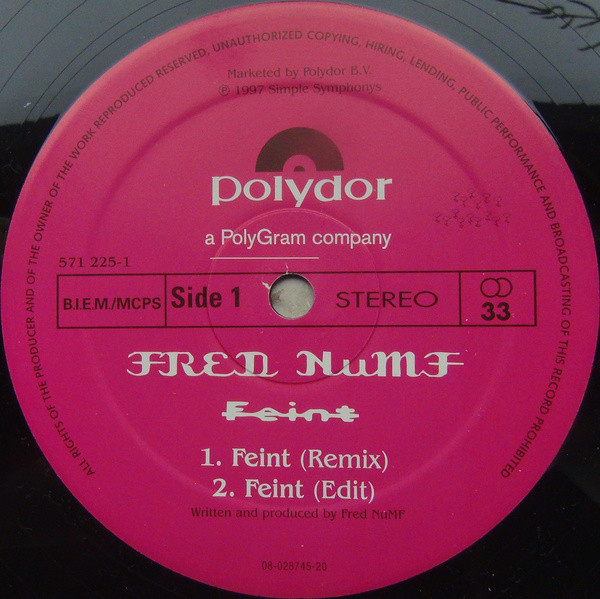 ALL RIGHTS OF THE PRODUCER AND OF THE OWNER OF THE WORK REPRODUCED RESERVED, UNAUTHORIZED COPYING, HIRING, LENDING, PUBLIC PERFORMANCE AND BROADCASTING OF THIS RECORD PROHIBITED
Marketed by Polydor B.V.
℗ 1997 Simple Symphonys
polydor
a PolyGram company
571 225-1
B.I.E.M./MCPS Side 1 STEREO 33
FRED NuMF
Feint
1. Feint (Remix)
2. Feint (Edit)
Written and produced by Fred NuMF
08-028745-20